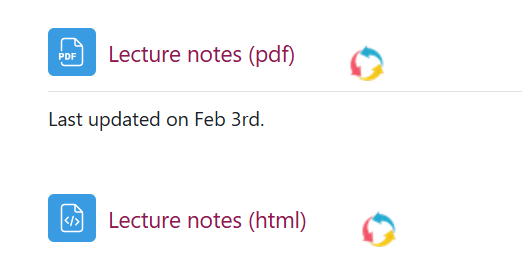 PDF
Lecture notes (pdf)
Last updated on Feb 3rd.
</>
Lecture notes (html)